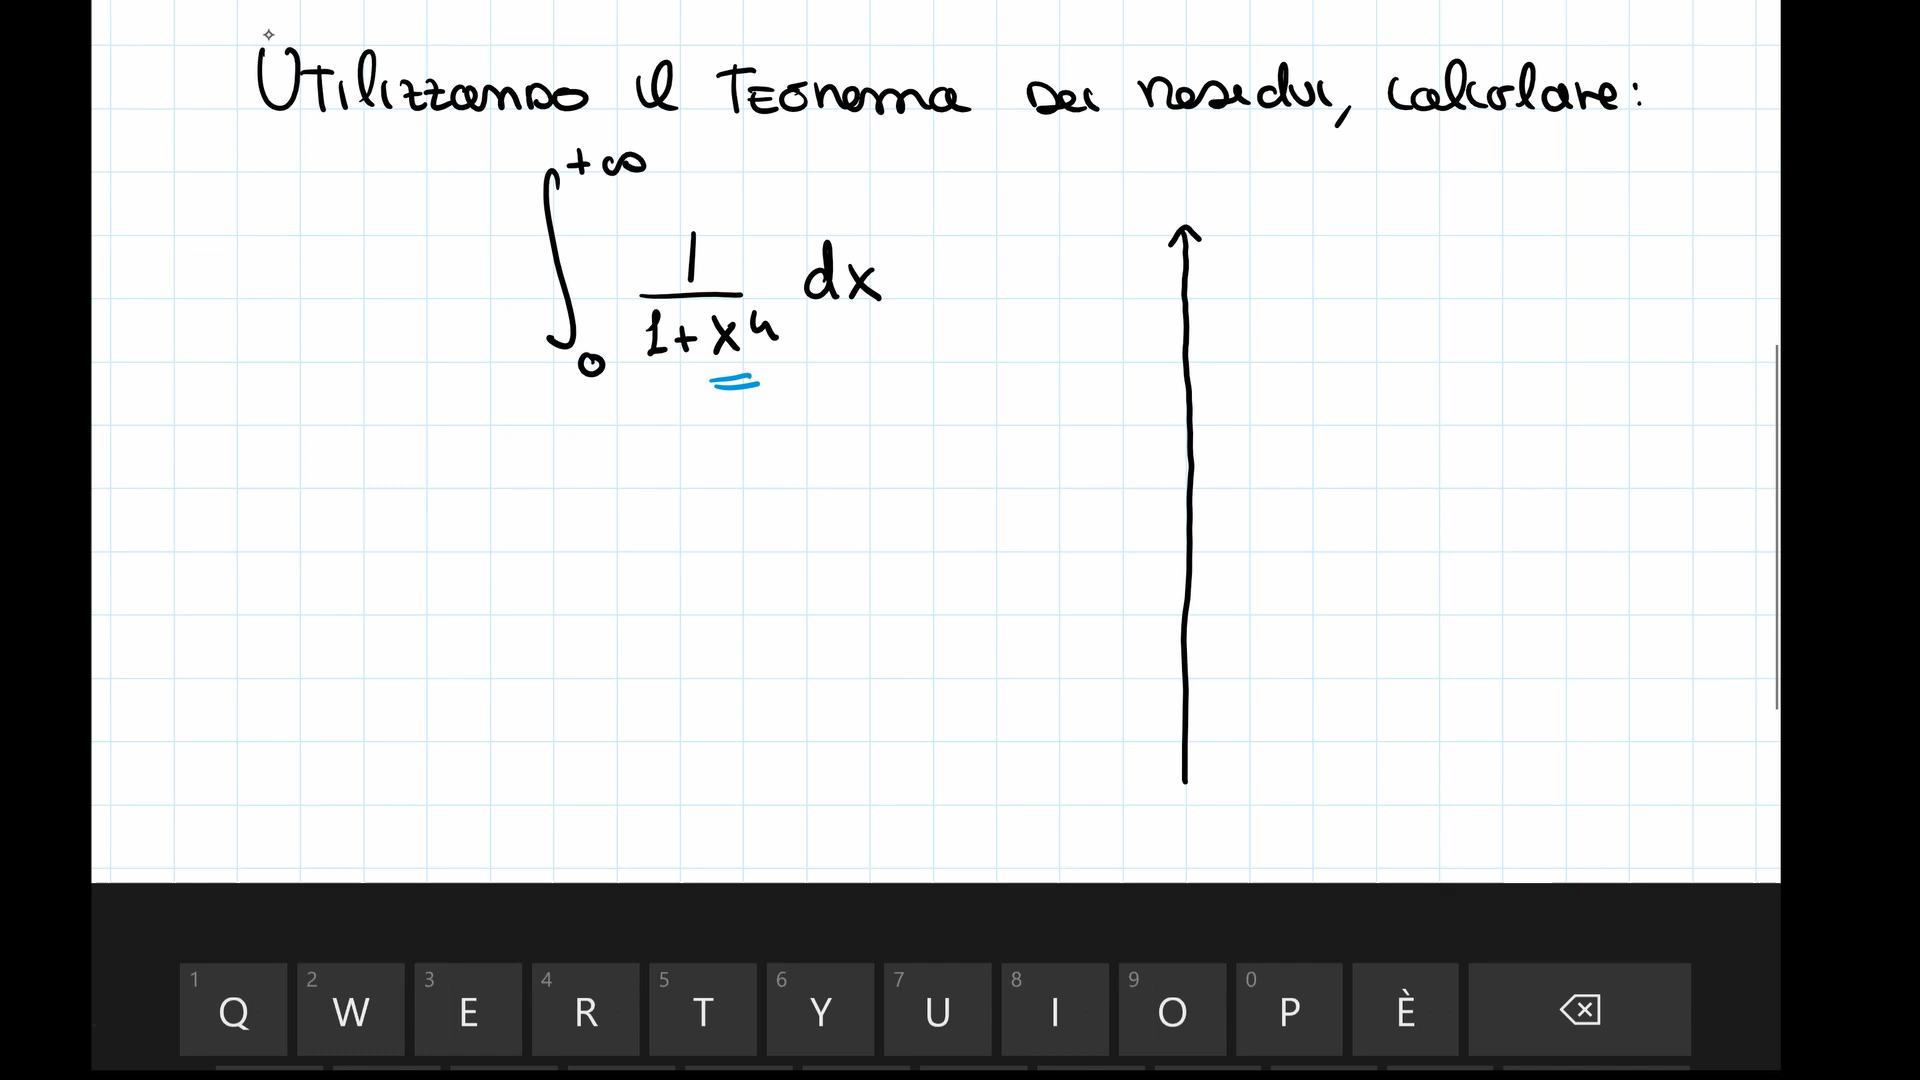 Utilizzando il Teorema dei residui, calcolare:
∫₀^{+∞} 1/(1+x⁴) dx
1 2 3 4 5 6 7 8 9 0
Q W E R T Y U I O P È